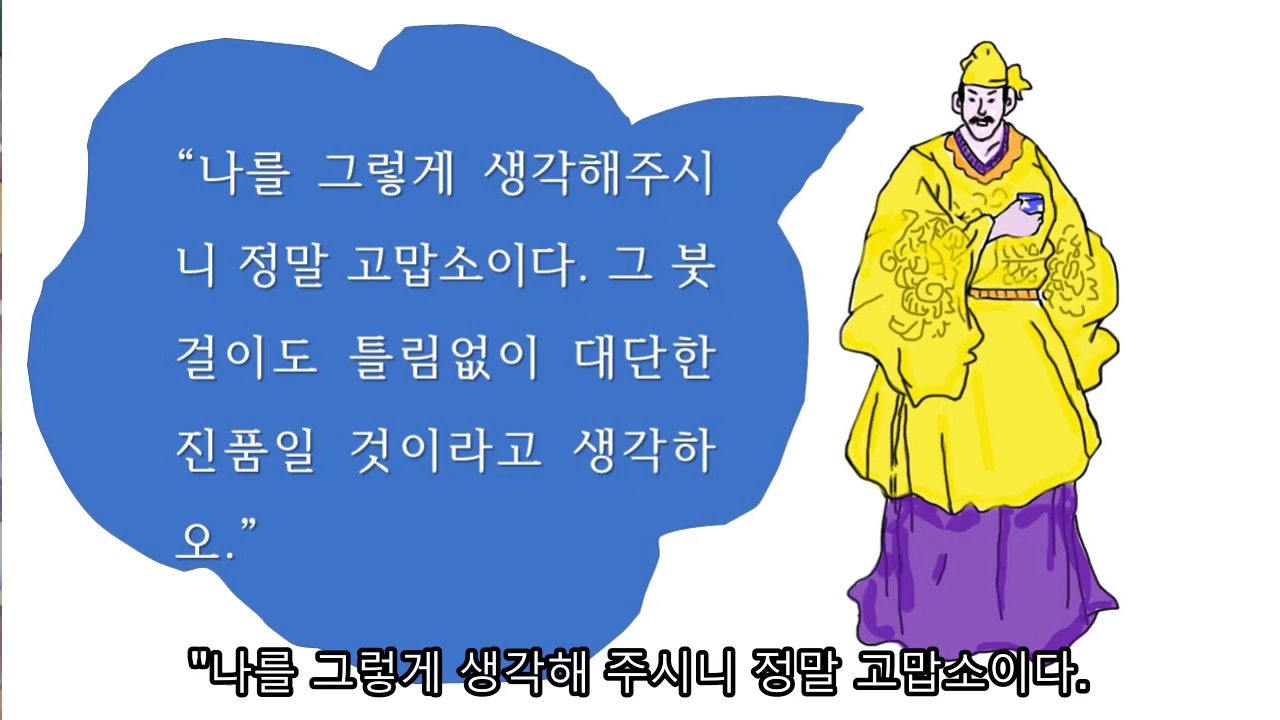 “나를 그렇게 생각해주시
니 정말 고맙소이다. 그 붓
걸이도 틀림없이 대단한
진품일 것이라고 생각하
오.”
"나를 그렇게 생각해 주시니 정말 고맙소이다.